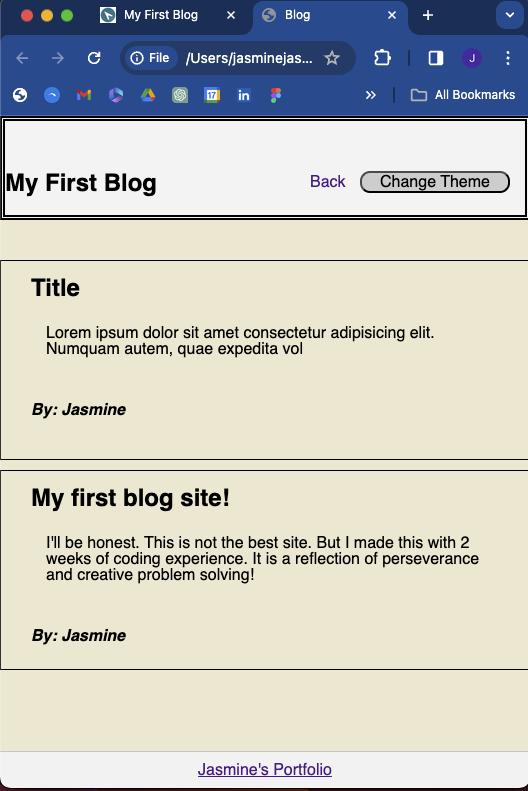 My First Blog
Blog
File
/Users/jasminejas...
J
17
in
All Bookmarks
My First Blog
Back
Change Theme
Title
Lorem ipsum dolor sit amet consectetur adipisicing elit.
Numquam autem, quae expedita vol
By: Jasmine
My first blog site!
I'll be honest. This is not the best site. But I made this with 2
weeks of coding experience. It is a reflection of perseverance
and creative problem solving!
By: Jasmine
Jasmine's Portfolio